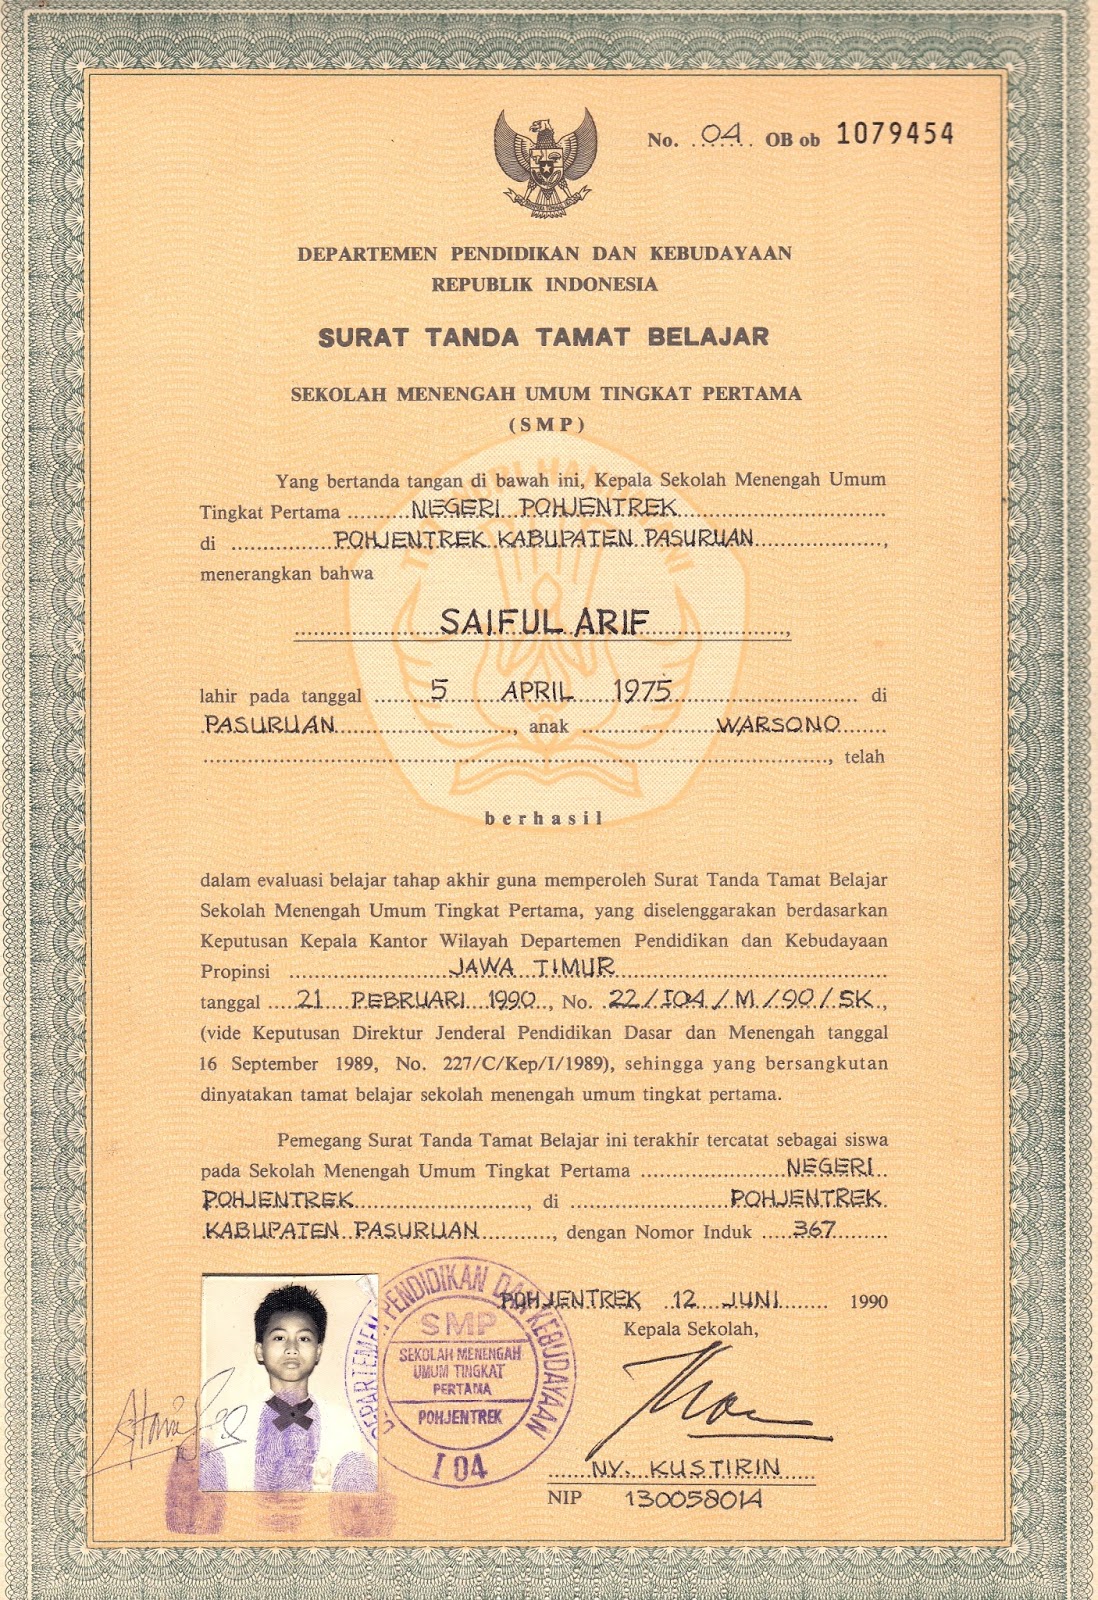 No. 04 OB ob 1079454
DEPARTEMEN PENDIDIKAN DAN KEBUDAYAAN
REPUBLIK INDONESIA
SURAT TANDA TAMAT BELAJAR
SEKOLAH MENENGAH UMUM TINGKAT PERTAMA
(SMP)
Yang bertanda tangan di bawah ini, Kepala Sekolah Menengah Umum
Tingkat Pertama NEGERI POHJENTREK
di POHJENTREK KABUPATEN PASURUAN,
menerangkan bahwa
SAIFUL ARIF,
lahir pada tanggal 5 APRIL 1975 di
PASURUAN, anak WARSONO
, telah
berhasil
dalam evaluasi belajar tahap akhir guna memperoleh Surat Tanda Tamat Belajar
Sekolah Menengah Umum Tingkat Pertama, yang diselenggarakan berdasarkan
Keputusan Kepala Kantor Wilayah Departemen Pendidikan dan Kebudayaan
Propinsi JAWA TIMUR
tanggal 21 PEBRUARI 1990, No. 22/I04/M/90/SK,
(vide Keputusan Direktur Jenderal Pendidikan Dasar dan Menengah tanggal
16 September 1989, No. 227/C/Kep/I/1989), sehingga yang bersangkutan
dinyatakan tamat belajar sekolah menengah umum tingkat pertama.
Pemegang Surat Tanda Tamat Belajar ini terakhir tercatat sebagai siswa
pada Sekolah Menengah Umum Tingkat Pertama NEGERI
POHJENTREK, di POHJENTREK
KABUPATEN PASURUAN, dengan Nomor Induk 367
POHJENTREK 12 JUNI 1990
Kepala Sekolah,
DEPARTEMEN PENDIDIKAN DAN KEBUDAYAAN
SMP
SEKOLAH MENENGAH
UMUM TINGKAT
PERTAMA
POHJENTREK
I 04
NY. KUSTIRIN
NIP 130058014